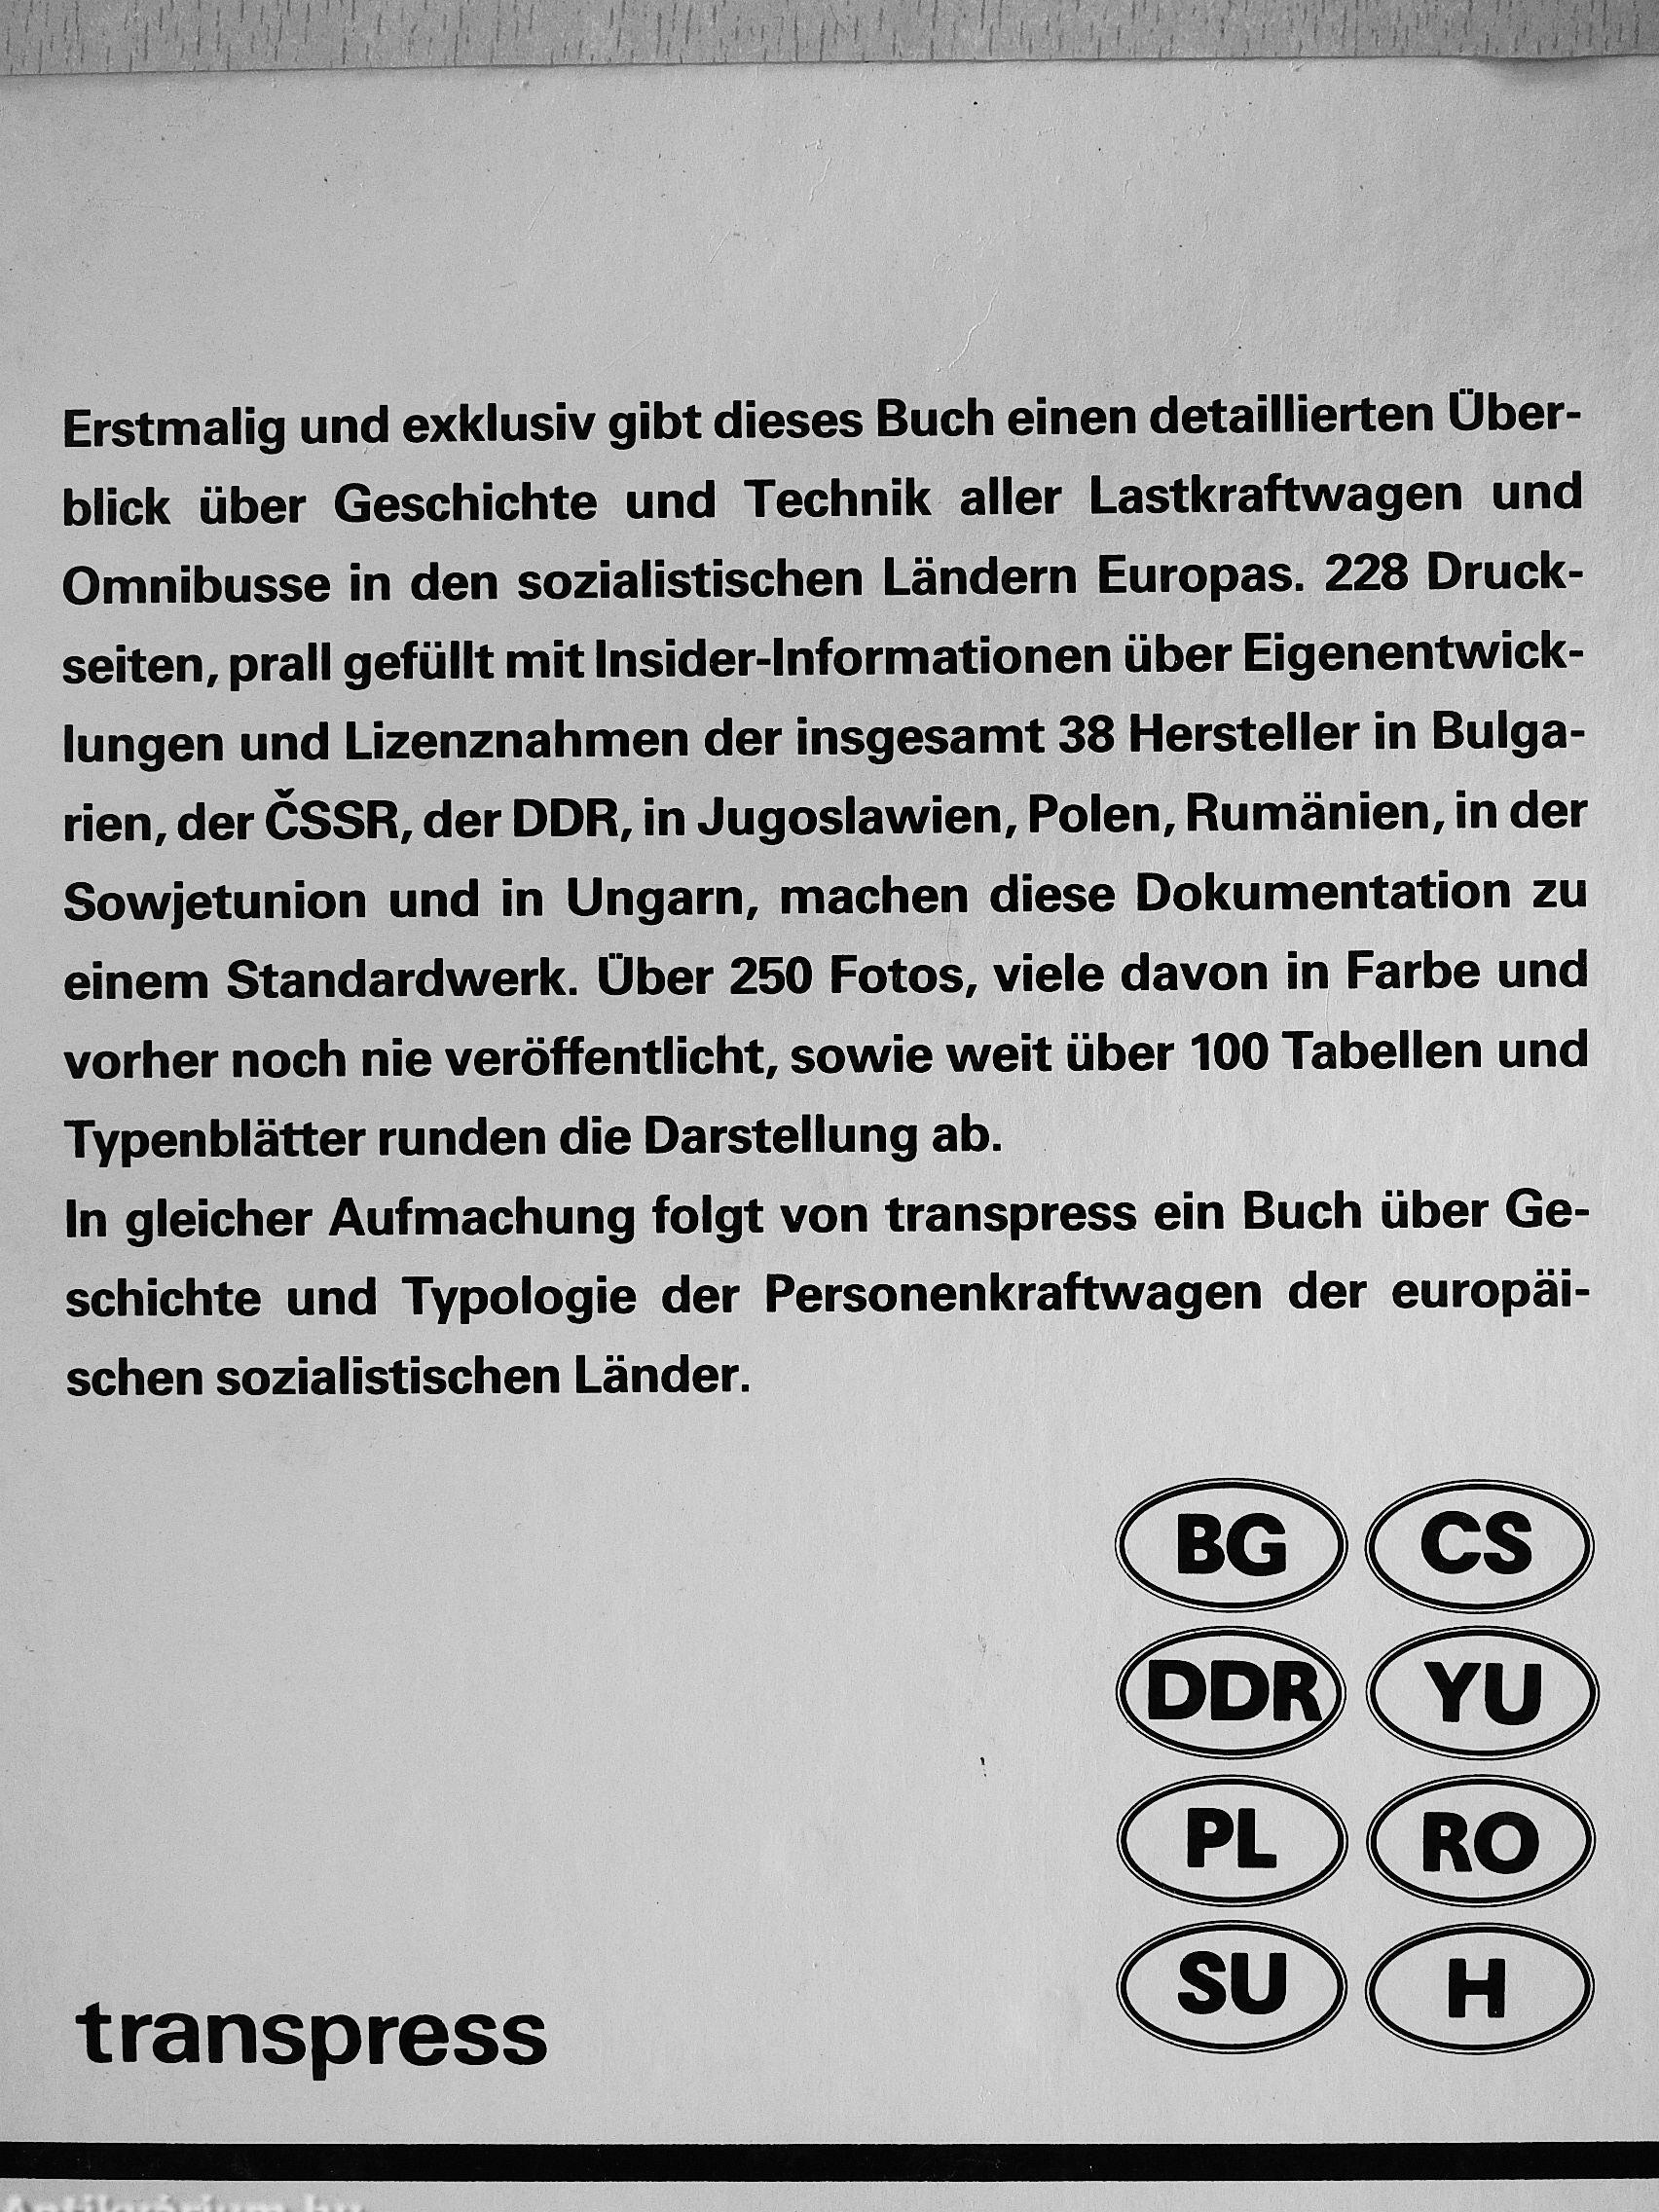 Erstmalig und exklusiv gibt dieses Buch einen detaillierten Über-
blick über Geschichte und Technik aller Lastkraftwagen und
Omnibusse in den sozialistischen Ländern Europas. 228 Druck-
seiten, prall gefüllt mit Insider-Informationen über Eigenentwick-
lungen und Lizenznahmen der insgesamt 38 Hersteller in Bulga-
rien, der ČSSR, der DDR, in Jugoslawien, Polen, Rumänien, in der
Sowjetunion und in Ungarn, machen diese Dokumentation zu
einem Standardwerk. Über 250 Fotos, viele davon in Farbe und
vorher noch nie veröffentlicht, sowie weit über 100 Tabellen und
Typenblätter runden die Darstellung ab.
In gleicher Aufmachung folgt von transpress ein Buch über Ge-
schichte und Typologie der Personenkraftwagen der europäi-
schen sozialistischen Länder.
BG CS
DDR YU
PL RO
SU H
transpress